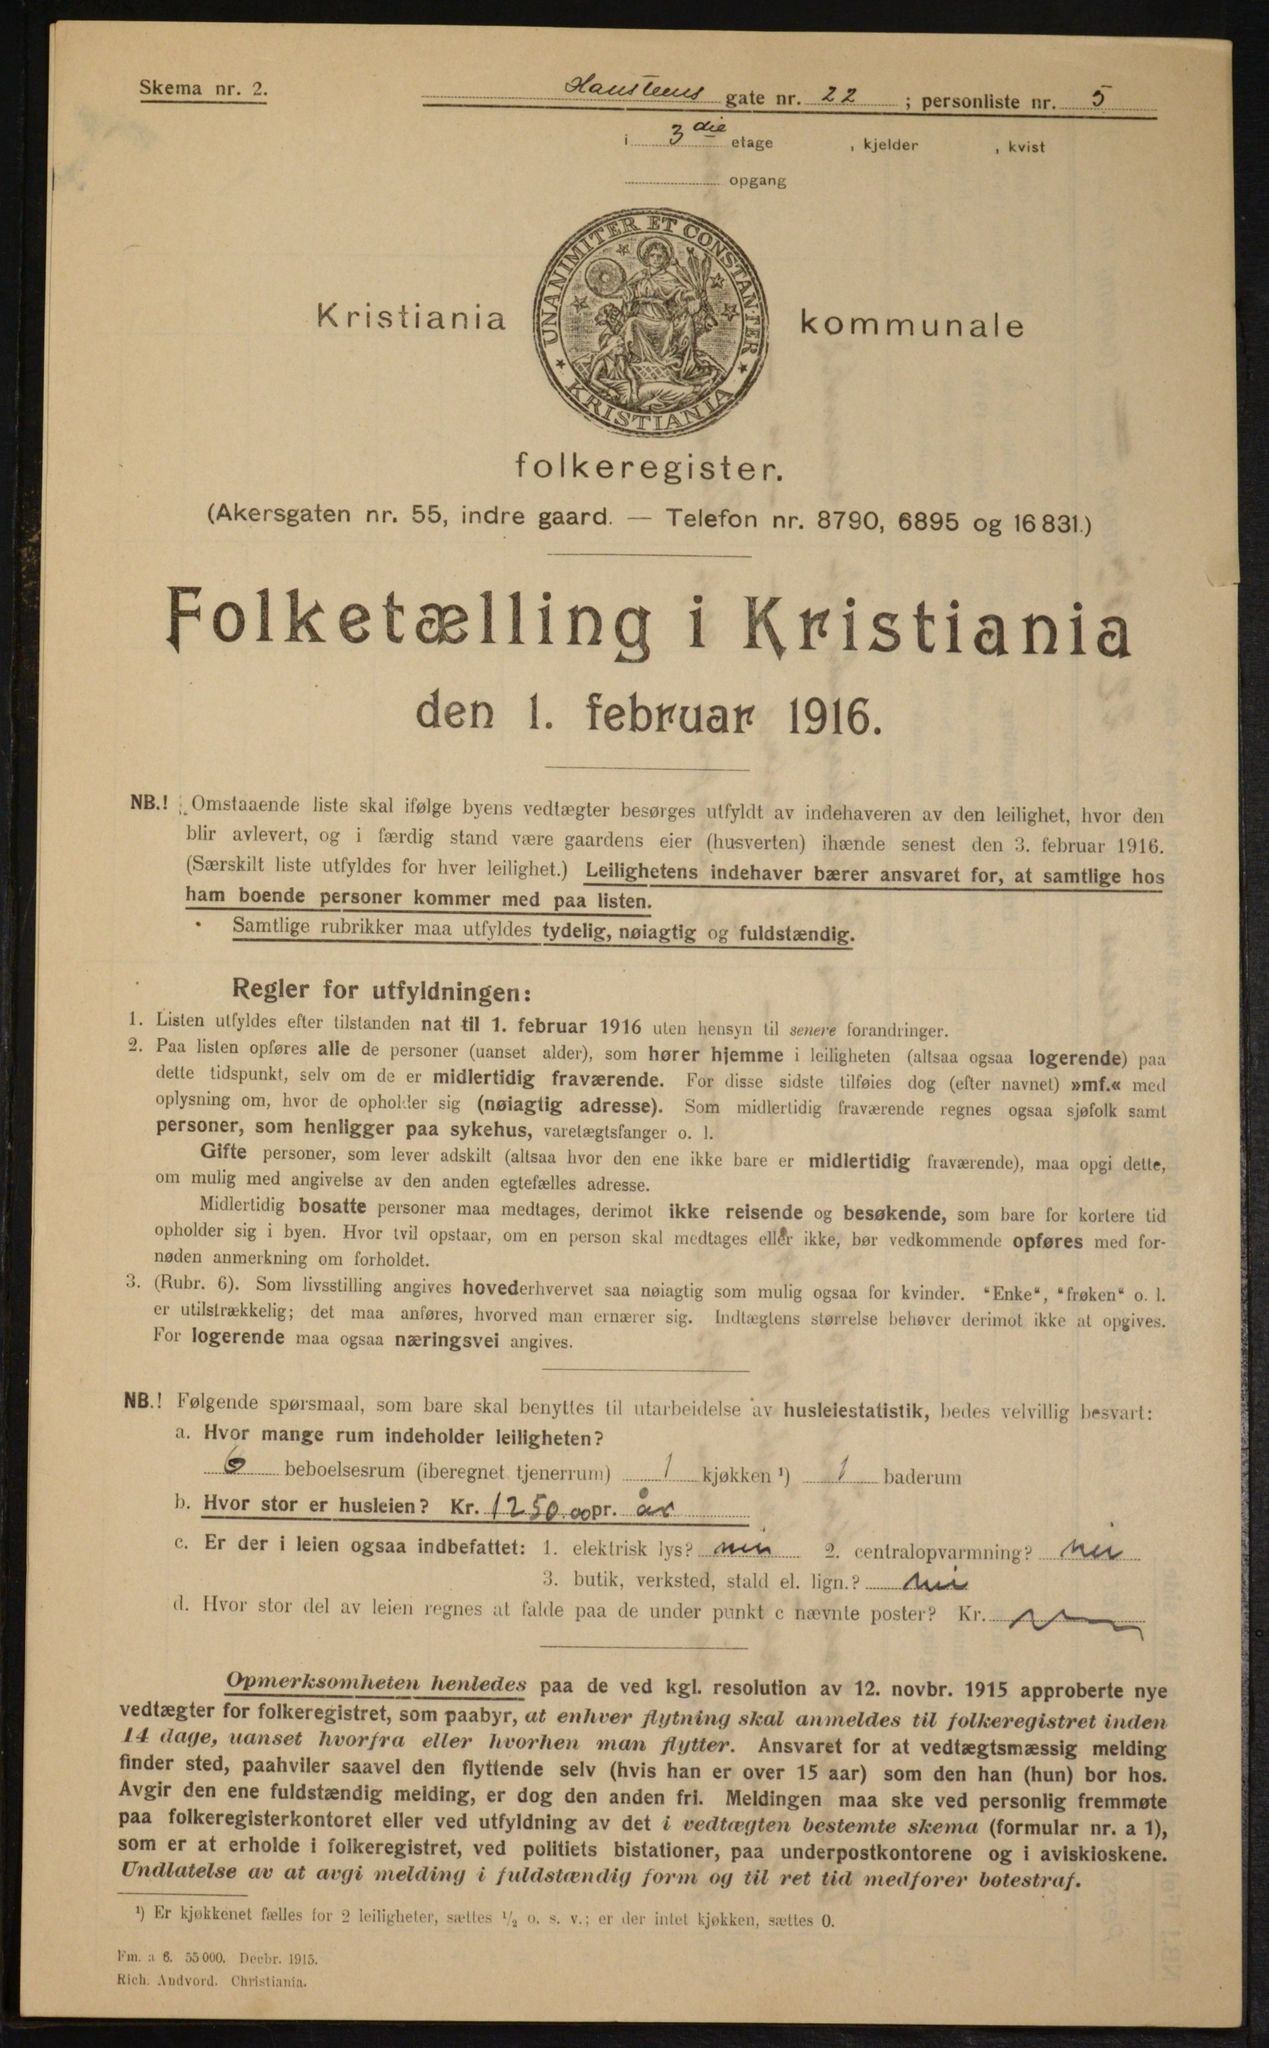 Skema nr. 2.
Hansteens gate nr. 22 ; personliste nr. 5
i 3 die etage , kjelder , kvist
opgang
UNANIMITER ET CONSTANTER
KRISTIANIA
Kristiania kommunale
folkeregister.
(Akersgaten nr. 55, indre gaard. — Telefon nr. 8790, 6895 og 16831.)
Folketælling i Kristiania
den 1. februar 1916.
NB.! Omstaaende liste skal ifølge byens vedtægter besørges utfyldt av indehaveren av den leilighet, hvor den
blir avlevert, og i færdig stand være gaardens eier (husverten) ihænde senest den 3. februar 1916.
(Særskilt liste utfyldes for hver leilighet.) Leilighetens indehaver bærer ansvaret for, at samtlige hos
ham boende personer kommer med paa listen.
Samtlige rubrikker maa utfyldes tydelig, nøiagtig og fuldstændig.
Regler for utfyldningen:
1. Listen utfyldes efter tilstanden nat til 1. februar 1916 uten hensyn til senere forandringer.
2. Paa listen opføres alle de personer (uanset alder), som hører hjemme i leiligheten (altsaa ogsaa logerende) paa
dette tidspunkt, selv om de er midlertidig fraværende. For disse sidste tilføies dog (efter navnet) »mf.« med
oplysning om, hvor de opholder sig (nøiagtig adresse). Som midlertidig fraværende regnes ogsaa sjøfolk samt
personer, som henligger paa sykehus, varetægtsfanger o. l.
Gifte personer, som lever adskilt (altsaa hvor den ene ikke bare er midlertidig fraværende), maa opgi dette,
om mulig med angivelse av den anden egtefælles adresse.
Midlertidig bosatte personer maa medtages, derimot ikke reisende og besøkende, som bare for kortere tid
opholder sig i byen. Hvor tvil opstaar, om en person skal medtages eller ikke, bør vedkommende opføres med for-
nøden anmerkning om forholdet.
3. (Rubr. 6). Som livsstilling angives hovederhvervet saa nøiagtig som mulig ogsaa for kvinder. "Enke", "frøken" o. l.
er utilstrækkelig; det maa anføres, hvorved man ernærer sig. Indtægtens størrelse behøver derimot ikke at opgives.
For logerende maa ogsaa næringsvei angives.
NB.! Følgende spørsmaal, som bare skal benyttes til utarbeidelse av husleiestatistik, bedes velvillig besvart:
a. Hvor mange rum indeholder leiligheten?
6 beboelsesrum (iberegnet tjenerrum) 1 kjøkken ¹) 1 baderum
b. Hvor stor er husleien? Kr. 1250.00 pr. år
c. Er der i leien ogsaa indbefattet: 1. elektrisk lys? nei 2. centralopvarmning? nei
3. butik, verksted, stald el. lign.? nei
d. Hvor stor del av leien regnes at falde paa de under punkt c nævnte poster? Kr.
Opmerksomheten henledes paa de ved kgl. resolution av 12. novbr. 1915 approberte nye
vedtægter for folkeregistret, som paabyr, at enhver flytning skal anmeldes til folkeregistret inden
14 dage, uanset hvorfra eller hvorhen man flytter. Ansvaret for at vedtægtsmæssig melding
finder sted, paahviler saavel den flyttende selv (hvis han er over 15 aar) som den han (hun) bor hos.
Avgir den ene fuldstændig melding, er dog den anden fri. Meldingen maa ske ved personlig fremmøte
paa folkeregisterkontoret eller ved utfyldning av det i vedtægten bestemte skema (formular nr. a 1),
som er at erholde i folkeregistret, ved politiets bistationer, paa underpostkontorene og i aviskioskene.
Undlatelse av at avgi melding i fuldstændig form og til ret tid medfører bøtestraf.
¹) Er kjøkkenet fælles for 2 leiligheter, sættes ½ o. s. v.; er der intet kjøkken, sættes 0.
Fm. a 6. 55000. Decbr. 1915.
Rich. Andvord. Christiania.